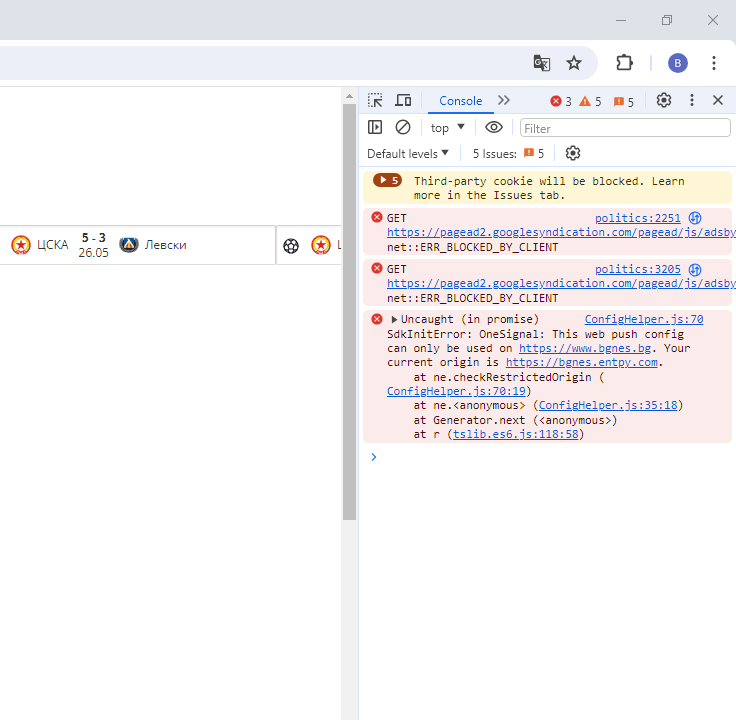 B
Console
3
5
5
top
Filter
Default levels
5 Issues:
5
5
Third-party cookie will be blocked. Learn
more in the Issues tab.
GET politics:2251
https://pagead2.googlesyndication.com/pagead/js/adsby
net::ERR_BLOCKED_BY_CLIENT
GET politics:3205
https://pagead2.googlesyndication.com/pagead/js/adsby
net::ERR_BLOCKED_BY_CLIENT
Uncaught (in promise) ConfigHelper.js:70
SdkInitError: OneSignal: This web push config
can only be used on https://www.bgnes.bg. Your
current origin is https://bgnes.entpy.com.
at ne.checkRestrictedOrigin (
ConfigHelper.js:70:19)
at ne.<anonymous> (ConfigHelper.js:35:18)
at Generator.next (<anonymous>)
at r (tslib.es6.js:118:58)
ЦСКА
5 - 3
26.05
Левски